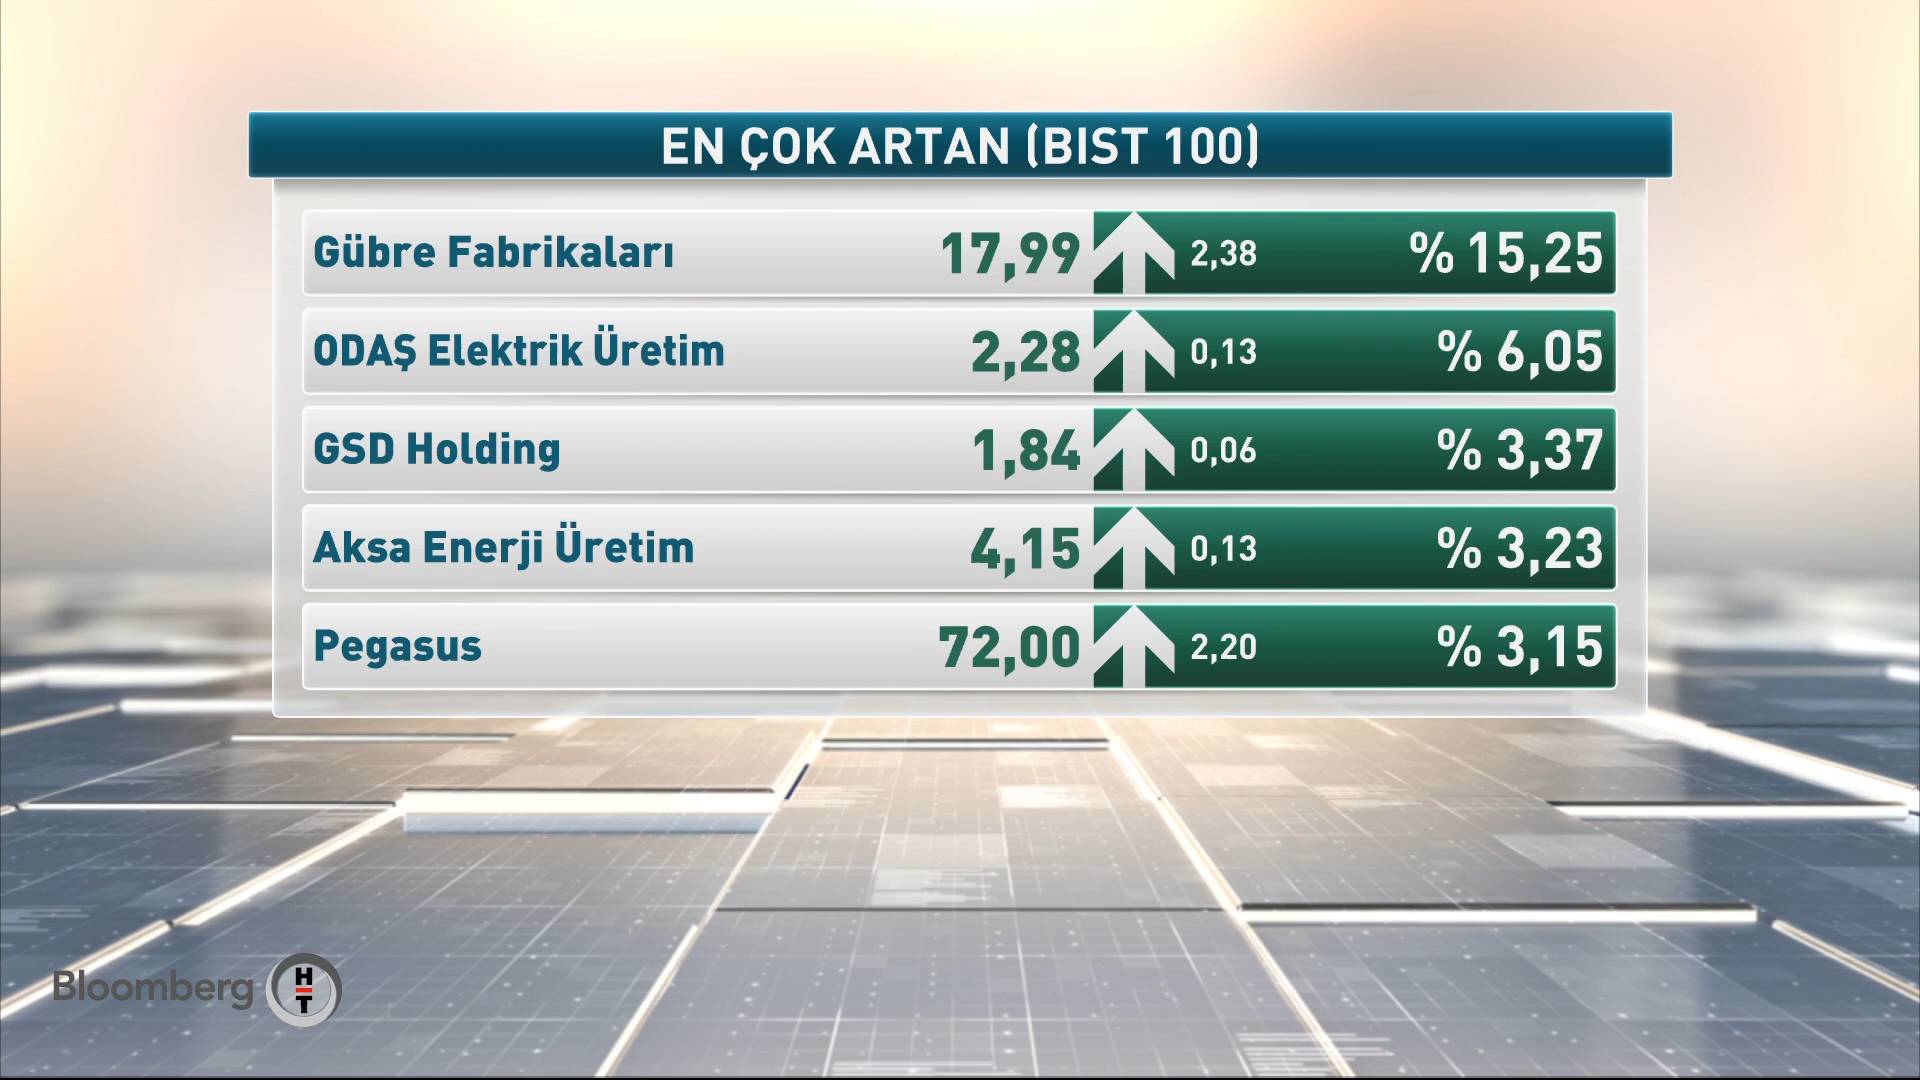 EN ÇOK ARTAN (BIST 100)
Gübre Fabrikaları 17,99 2,38 % 15,25
ODAŞ Elektrik Üretim 2,28 0,13 % 6,05
GSD Holding 1,84 0,06 % 3,37
Aksa Enerji Üretim 4,15 0,13 % 3,23
Pegasus 72,00 2,20 % 3,15
Bloomberg HT